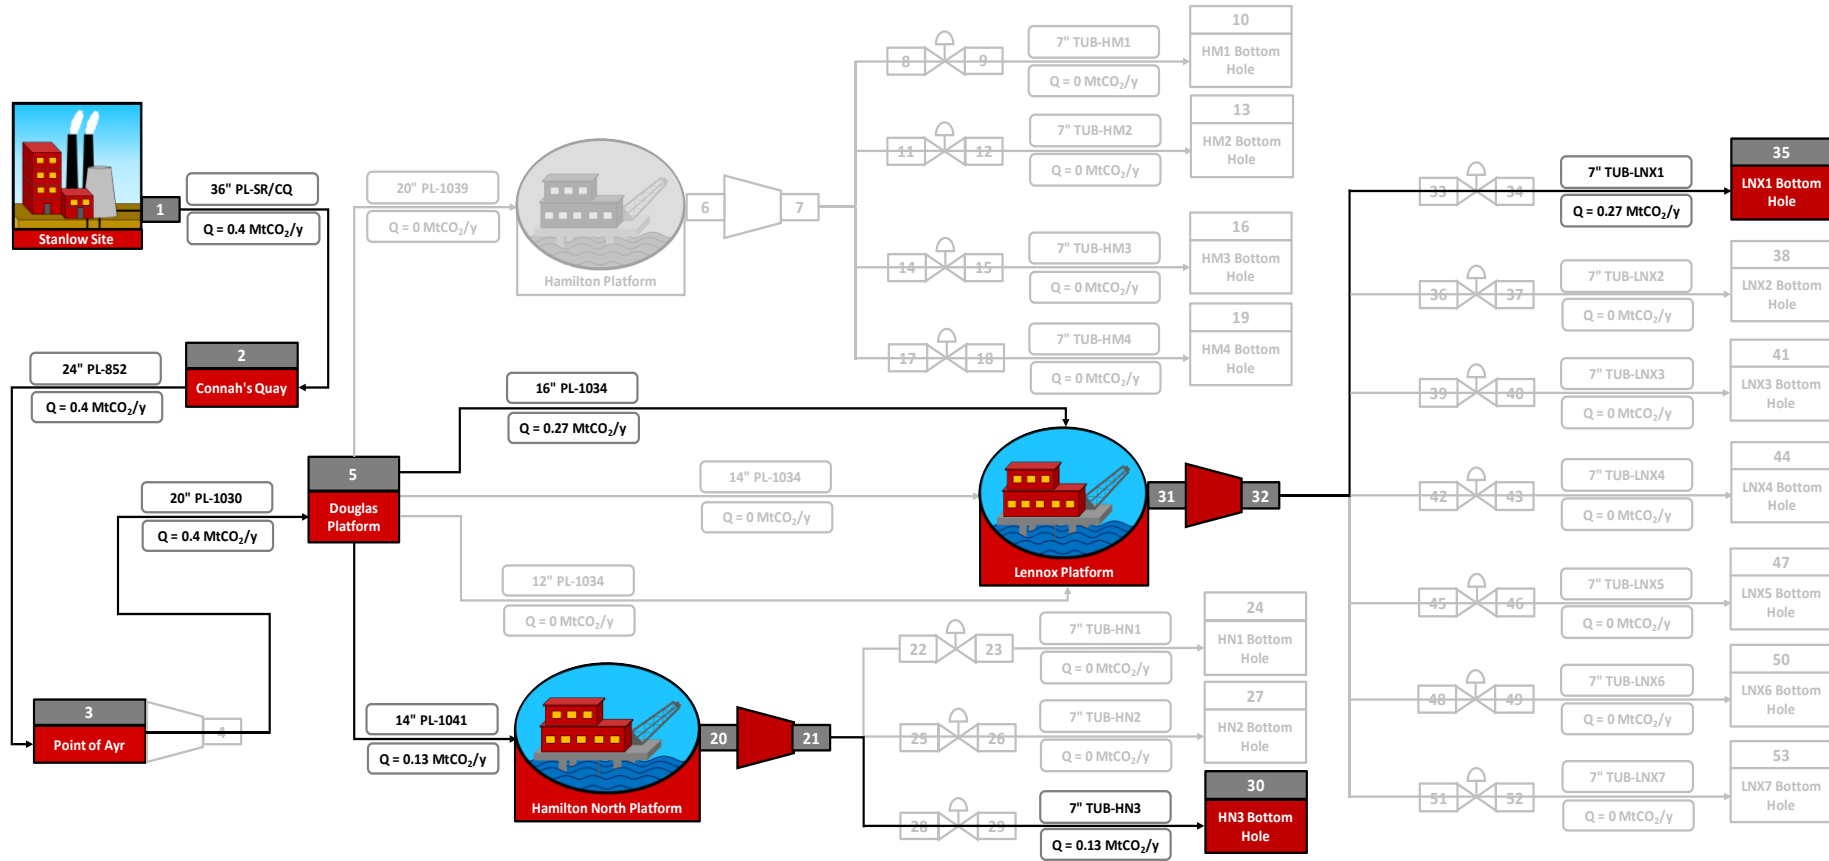 Stanlow Site
1
36" PL-SR/CQ
Q = 0.4 MtCO₂/y
2
Connah's Quay
24" PL-852
Q = 0.4 MtCO₂/y
3
Point of Ayr
4
20" PL-1030
Q = 0.4 MtCO₂/y
5
Douglas
Platform
20" PL-1039
Q = 0 MtCO₂/y
Hamilton Platform
6
7
8
9
7" TUB-HM1
Q = 0 MtCO₂/y
10
HM1 Bottom
Hole
11
12
7" TUB-HM2
Q = 0 MtCO₂/y
13
HM2 Bottom
Hole
14
15
7" TUB-HM3
Q = 0 MtCO₂/y
16
HM3 Bottom
Hole
17
18
7" TUB-HM4
Q = 0 MtCO₂/y
19
HM4 Bottom
Hole
16" PL-1034
Q = 0.27 MtCO₂/y
14" PL-1034
Q = 0 MtCO₂/y
12" PL-1034
Q = 0 MtCO₂/y
Lennox Platform
31
32
14" PL-1041
Q = 0.13 MtCO₂/y
Hamilton North Platform
20
21
22
23
7" TUB-HN1
Q = 0 MtCO₂/y
24
HN1 Bottom
Hole
25
26
7" TUB-HN2
Q = 0 MtCO₂/y
27
HN2 Bottom
Hole
28
29
7" TUB-HN3
Q = 0.13 MtCO₂/y
30
HN3 Bottom
Hole
33
34
7" TUB-LNX1
Q = 0.27 MtCO₂/y
35
LNX1 Bottom
Hole
36
37
7" TUB-LNX2
Q = 0 MtCO₂/y
38
LNX2 Bottom
Hole
39
40
7" TUB-LNX3
Q = 0 MtCO₂/y
41
LNX3 Bottom
Hole
42
43
7" TUB-LNX4
Q = 0 MtCO₂/y
44
LNX4 Bottom
Hole
45
46
7" TUB-LNX5
Q = 0 MtCO₂/y
47
LNX5 Bottom
Hole
48
49
7" TUB-LNX6
Q = 0 MtCO₂/y
50
LNX6 Bottom
Hole
51
52
7" TUB-LNX7
Q = 0 MtCO₂/y
53
LNX7 Bottom
Hole